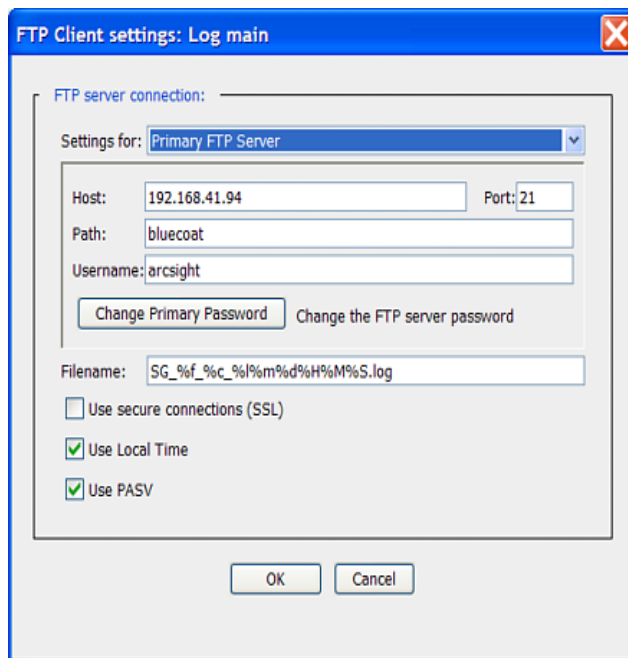 FTP Client settings: Log main
FTP server connection:
Settings for: Primary FTP Server
Host: 192.168.41.94 Port: 21
Path: bluecoat
Username: arcsight
Change Primary Password Change the FTP server password
Filename: SG_%f_%c_%l%m%d%H%M%S.log
Use secure connections (SSL)
Use Local Time
Use PASV
OK Cancel